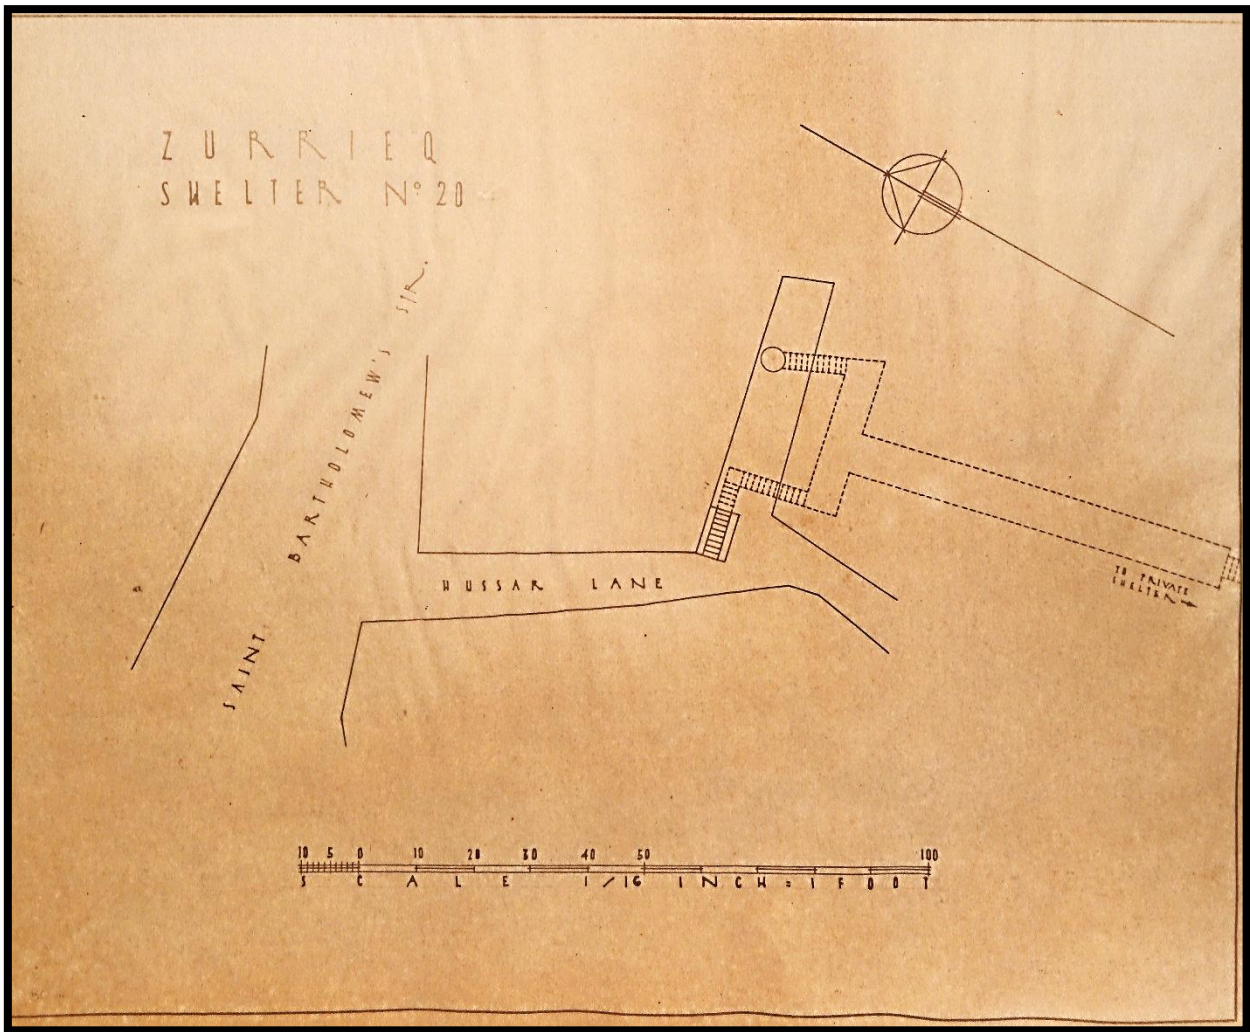 ZURRIEQ
SHELTER Nº 20
SAINT BARTHOLOMEW'S STR.
HUSSAR LANE
TO PRIVATE
SHELTER
10 5 0 10 20 30 40 50 100
SCALE 1/16 INCH = 1 FOOT